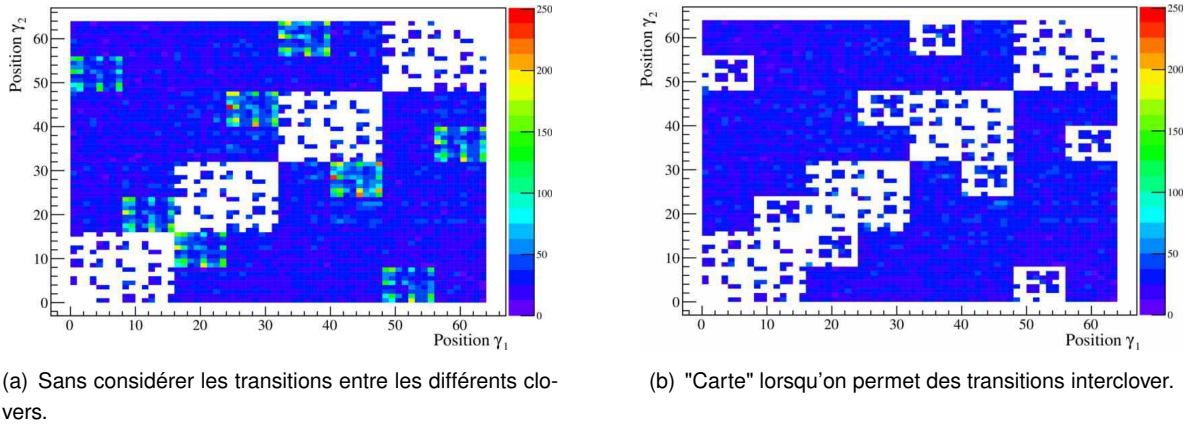 Position γ2
250
60
50
200
40
150
30
100
20
50
10
0
0
0 10 20 30 40 50 60
Position γ1
(a) Sans considérer les transitions entre les différents clo-
vers.
Position γ2
250
60
50
200
40
150
30
100
20
50
10
0
0
0 10 20 30 40 50 60
Position γ1
(b) "Carte" lorsqu'on permet des transitions interclover.